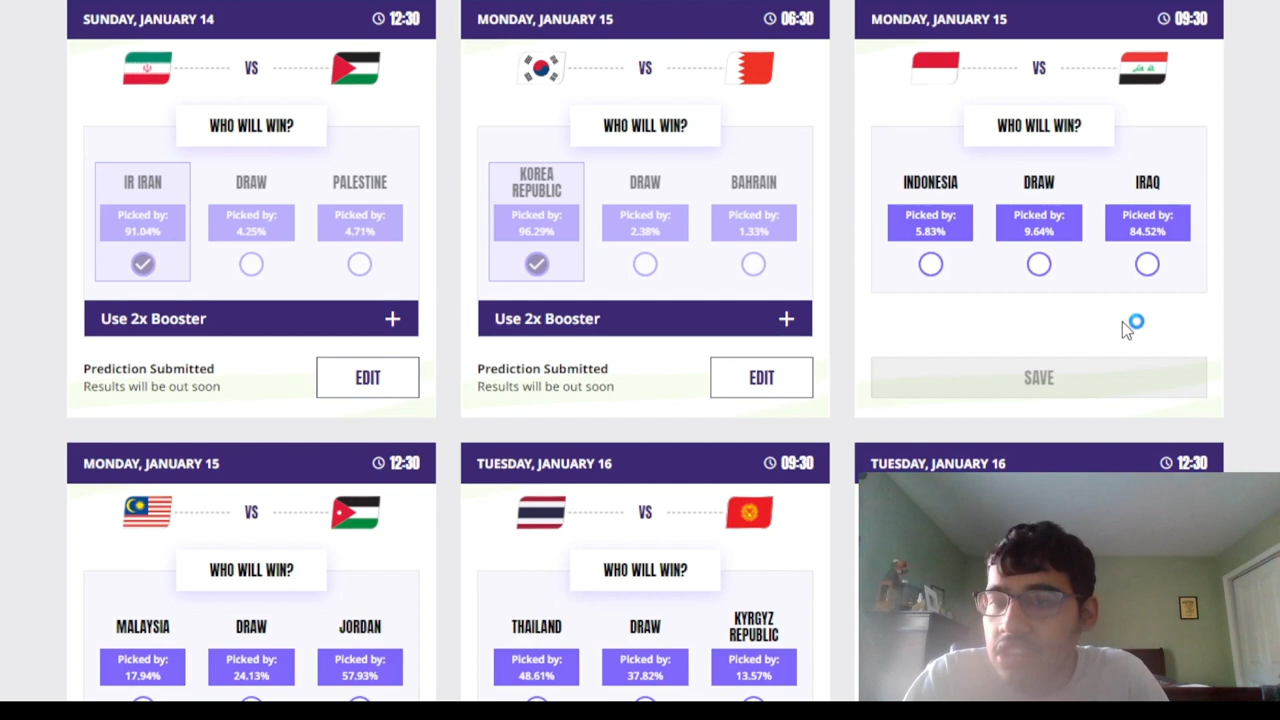 SUNDAY, JANUARY 14
12:30
VS
WHO WILL WIN?
IR IRAN
DRAW
PALESTINE
Picked by:
91.04%
Picked by:
4.25%
Picked by:
4.71%
Use 2x Booster
Prediction Submitted
Results will be out soon
EDIT
MONDAY, JANUARY 15
06:30
VS
WHO WILL WIN?
KOREA
REPUBLIC
DRAW
BAHRAIN
Picked by:
96.29%
Picked by:
2.38%
Picked by:
1.33%
Use 2x Booster
Prediction Submitted
Results will be out soon
EDIT
MONDAY, JANUARY 15
09:30
VS
WHO WILL WIN?
INDONESIA
DRAW
IRAQ
Picked by:
5.83%
Picked by:
9.64%
Picked by:
84.52%
SAVE
MONDAY, JANUARY 15
12:30
VS
WHO WILL WIN?
MALAYSIA
DRAW
JORDAN
Picked by:
17.94%
Picked by:
24.13%
Picked by:
57.93%
TUESDAY, JANUARY 16
09:30
VS
WHO WILL WIN?
THAILAND
DRAW
KYRGYZ
REPUBLIC
Picked by:
48.61%
Picked by:
37.82%
Picked by:
13.57%
TUESDAY, JANUARY 16
12:30